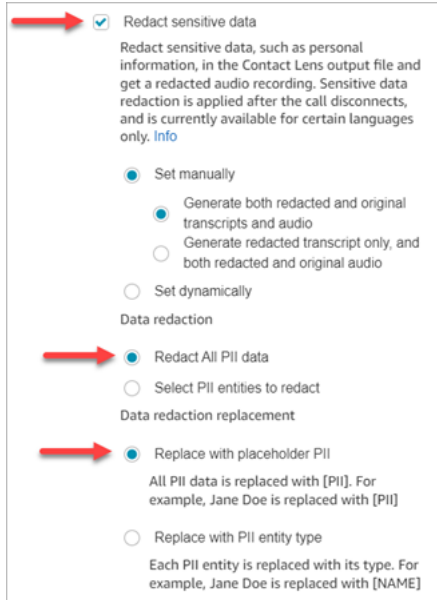 Redact sensitive data
Redact sensitive data, such as personal
information, in the Contact Lens output file and
get a redacted audio recording. Sensitive data
redaction is applied after the call disconnects,
and is currently available for certain languages
only. Info
Set manually
Generate both redacted and original
transcripts and audio
Generate redacted transcript only, and
both redacted and original audio
Set dynamically
Data redaction
Redact All PII data
Select PII entities to redact
Data redaction replacement
Replace with placeholder PII
All PII data is replaced with [PII]. For
example, Jane Doe is replaced with [PII]
Replace with PII entity type
Each PII entity is replaced with its type. For
example, Jane Doe is replaced with [NAME]